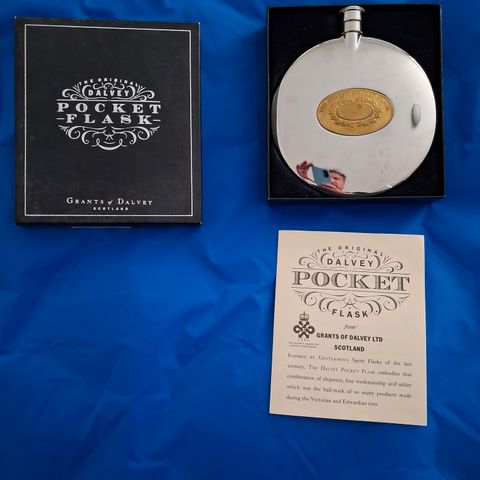 THE ORIGINAL
DALVEY
POCKET
FLASK
GRANTS of DALVEY
SCOTLAND
THE ORIGINAL
DALVEY
POCKET
FLASK
from
GRANTS OF DALVEY LTD
SCOTLAND
INSPIRED BY GENTLEMEN'S Spirit Flasks of the last
century, THE DALVEY POCKET FLASK embodies that
combination of elegance, fine workmanship and utility
which was the hall-mark of so many products made
during the Victorian and Edwardian eras.